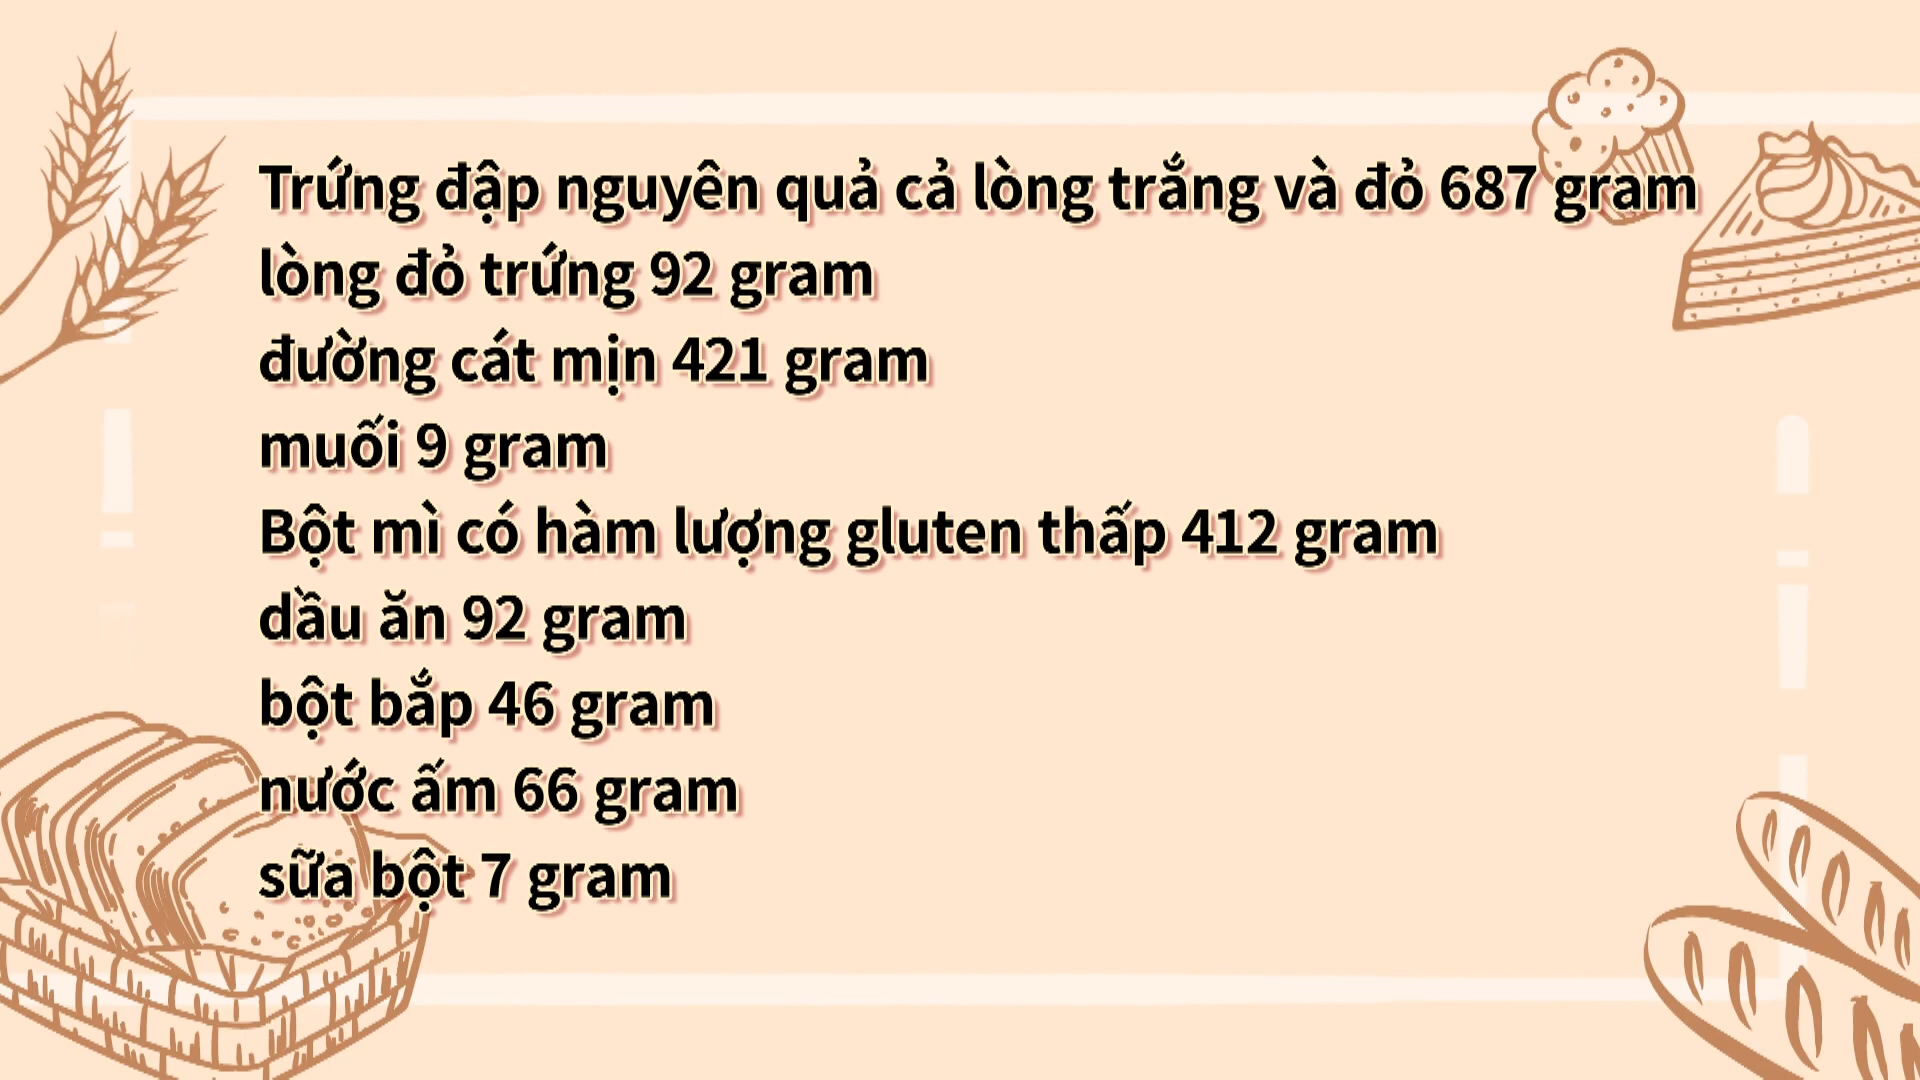 Trứng đập nguyên quả cả lòng trắng và đỏ 687 gram
lòng đỏ trứng 92 gram
đường cát mịn 421 gram
muối 9 gram
Bột mì có hàm lượng gluten thấp 412 gram
dầu ăn 92 gram
bột bắp 46 gram
nước ấm 66 gram
sữa bột 7 gram